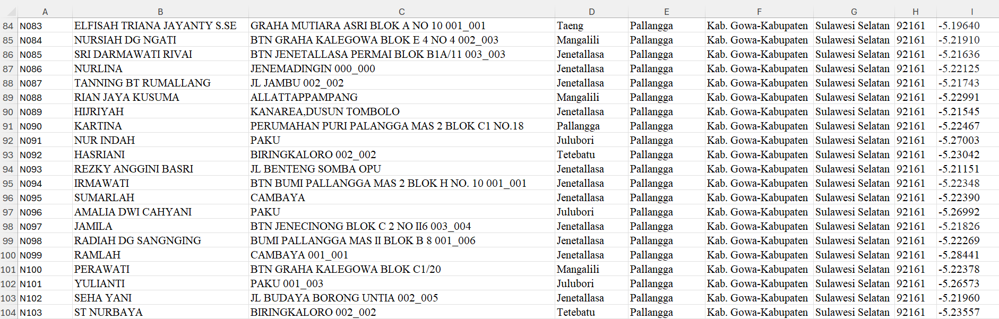 A B C D E F G H I
84 N083 ELFISAH TRIANA JAYANTY S.SE GRAHA MUTIARA ASRI BLOK A NO 10 001_001 Taeng Pallangga Kab. Gowa-Kabupaten Sulawesi Selatan 92161 -5.19640
85 N084 NURSIAH DG NGATI BTN GRAHA KALEGOWA BLOK E 4 NO 4 002_003 Mangalili Pallangga Kab. Gowa-Kabupaten Sulawesi Selatan 92161 -5.21910
86 N085 SRI DARMAWATI RIVAI BTN JENETALLASA PERMAI BLOK B1A/11 003_003 Jenetallasa Pallangga Kab. Gowa-Kabupaten Sulawesi Selatan 92161 -5.21636
87 N086 NURLINA JENEMADINGIN 000_000 Jenetallasa Pallangga Kab. Gowa-Kabupaten Sulawesi Selatan 92161 -5.22125
88 N087 TANNING BT RUMALLANG JL JAMBU 002_002 Jenetallasa Pallangga Kab. Gowa-Kabupaten Sulawesi Selatan 92161 -5.21743
89 N088 RIAN JAYA KUSUMA ALLATTAPPAMPANG Mangalili Pallangga Kab. Gowa-Kabupaten Sulawesi Selatan 92161 -5.22991
90 N089 HIJRIYAH KANAREA,DUSUN TOMBOLO Jenetallasa Pallangga Kab. Gowa-Kabupaten Sulawesi Selatan 92161 -5.21545
91 N090 KARTINA PERUMAHAN PURI PALANGGA MAS 2 BLOK C1 NO.18 Pallangga Pallangga Kab. Gowa-Kabupaten Sulawesi Selatan 92161 -5.22467
92 N091 NUR INDAH PAKU Julubori Pallangga Kab. Gowa-Kabupaten Sulawesi Selatan 92161 -5.27003
93 N092 HASRIANI BIRINGKALORO 002_002 Tetebatu Pallangga Kab. Gowa-Kabupaten Sulawesi Selatan 92161 -5.23042
94 N093 REZKY ANGGINI BASRI JL BENTENG SOMBA OPU Jenetallasa Pallangga Kab. Gowa-Kabupaten Sulawesi Selatan 92161 -5.21151
95 N094 IRMAWATI BTN BUMI PALLANGGA MAS 2 BLOK H NO. 10 001_001 Jenetallasa Pallangga Kab. Gowa-Kabupaten Sulawesi Selatan 92161 -5.22348
96 N095 SUMARLAH CAMBAYA Jenetallasa Pallangga Kab. Gowa-Kabupaten Sulawesi Selatan 92161 -5.22390
97 N096 AMALIA DWI CAHYANI PAKU Julubori Pallangga Kab. Gowa-Kabupaten Sulawesi Selatan 92161 -5.26992
98 N097 JAMILA BTN JENECINONG BLOK C 2 NO II6 003_004 Jenetallasa Pallangga Kab. Gowa-Kabupaten Sulawesi Selatan 92161 -5.21826
99 N098 RADIAH DG SANGNGING BUMI PALLANGGA MAS II BLOK B 8 001_006 Jenetallasa Pallangga Kab. Gowa-Kabupaten Sulawesi Selatan 92161 -5.22269
100 N099 RAMLAH CAMBAYA 001_001 Jenetallasa Pallangga Kab. Gowa-Kabupaten Sulawesi Selatan 92161 -5.28441
101 N100 PERAWATI BTN GRAHA KALEGOWA BLOK C1/20 Mangalili Pallangga Kab. Gowa-Kabupaten Sulawesi Selatan 92161 -5.22378
102 N101 YULIANTI PAKU 001_003 Julubori Pallangga Kab. Gowa-Kabupaten Sulawesi Selatan 92161 -5.26573
103 N102 SEHA YANI JL BUDAYA BORONG UNTIA 002_005 Jenetallasa Pallangga Kab. Gowa-Kabupaten Sulawesi Selatan 92161 -5.21960
104 N103 ST NURBAYA BIRINGKALORO 002_002 Tetebatu Pallangga Kab. Gowa-Kabupaten Sulawesi Selatan 92161 -5.23557